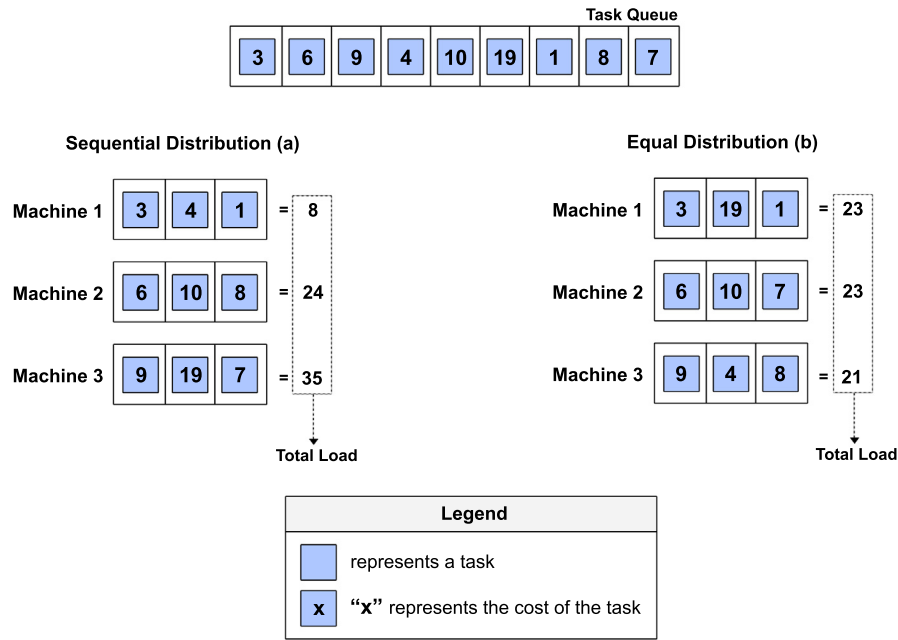 Task Queue
3 6 9 4 10 19 1 8 7
Sequential Distribution (a)
Machine 1 3 4 1 = 8
Machine 2 6 10 8 = 24
Machine 3 9 19 7 = 35
Total Load
Equal Distribution (b)
Machine 1 3 19 1 = 23
Machine 2 6 10 7 = 23
Machine 3 9 4 8 = 21
Total Load
Legend
represents a task
x “x” represents the cost of the task